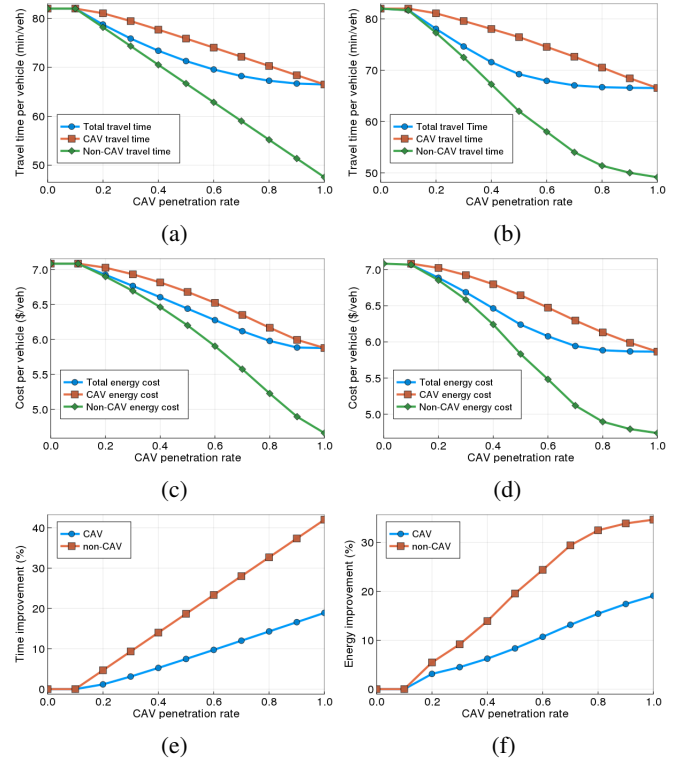 Travel time per vehicle (min/veh)
80
70
60
50
Total travel time
CAV travel time
Non-CAV travel time
0.0 0.2 0.4 0.6 0.8 1.0
CAV penetration rate
(a)
Travel time per vehicle (min/veh)
80
70
60
50
Total travel Time
CAV travel time
Non-CAV travel time
0.0 0.2 0.4 0.6 0.8 1.0
CAV penetration rate
(b)
Cost per vehicle ($/veh)
7.0
6.5
6.0
5.5
5.0
Total energy cost
CAV energy cost
Non-CAV energy cost
0.0 0.2 0.4 0.6 0.8 1.0
CAV penetration rate
(c)
Cost per vehicle ($/veh)
7.0
6.5
6.0
5.5
5.0
Total energy cost
CAV energy cost
Non-CAV energy cost
0.0 0.2 0.4 0.6 0.8 1.0
CAV penetration rate
(d)
Time improvement (%)
40
30
20
10
0
CAV
non-CAV
0.0 0.2 0.4 0.6 0.8 1.0
CAV penetration rate
(e)
Energy improvement (%)
30
20
10
0
CAV
non-CAV
0.0 0.2 0.4 0.6 0.8 1.0
CAV penetration rate
(f)